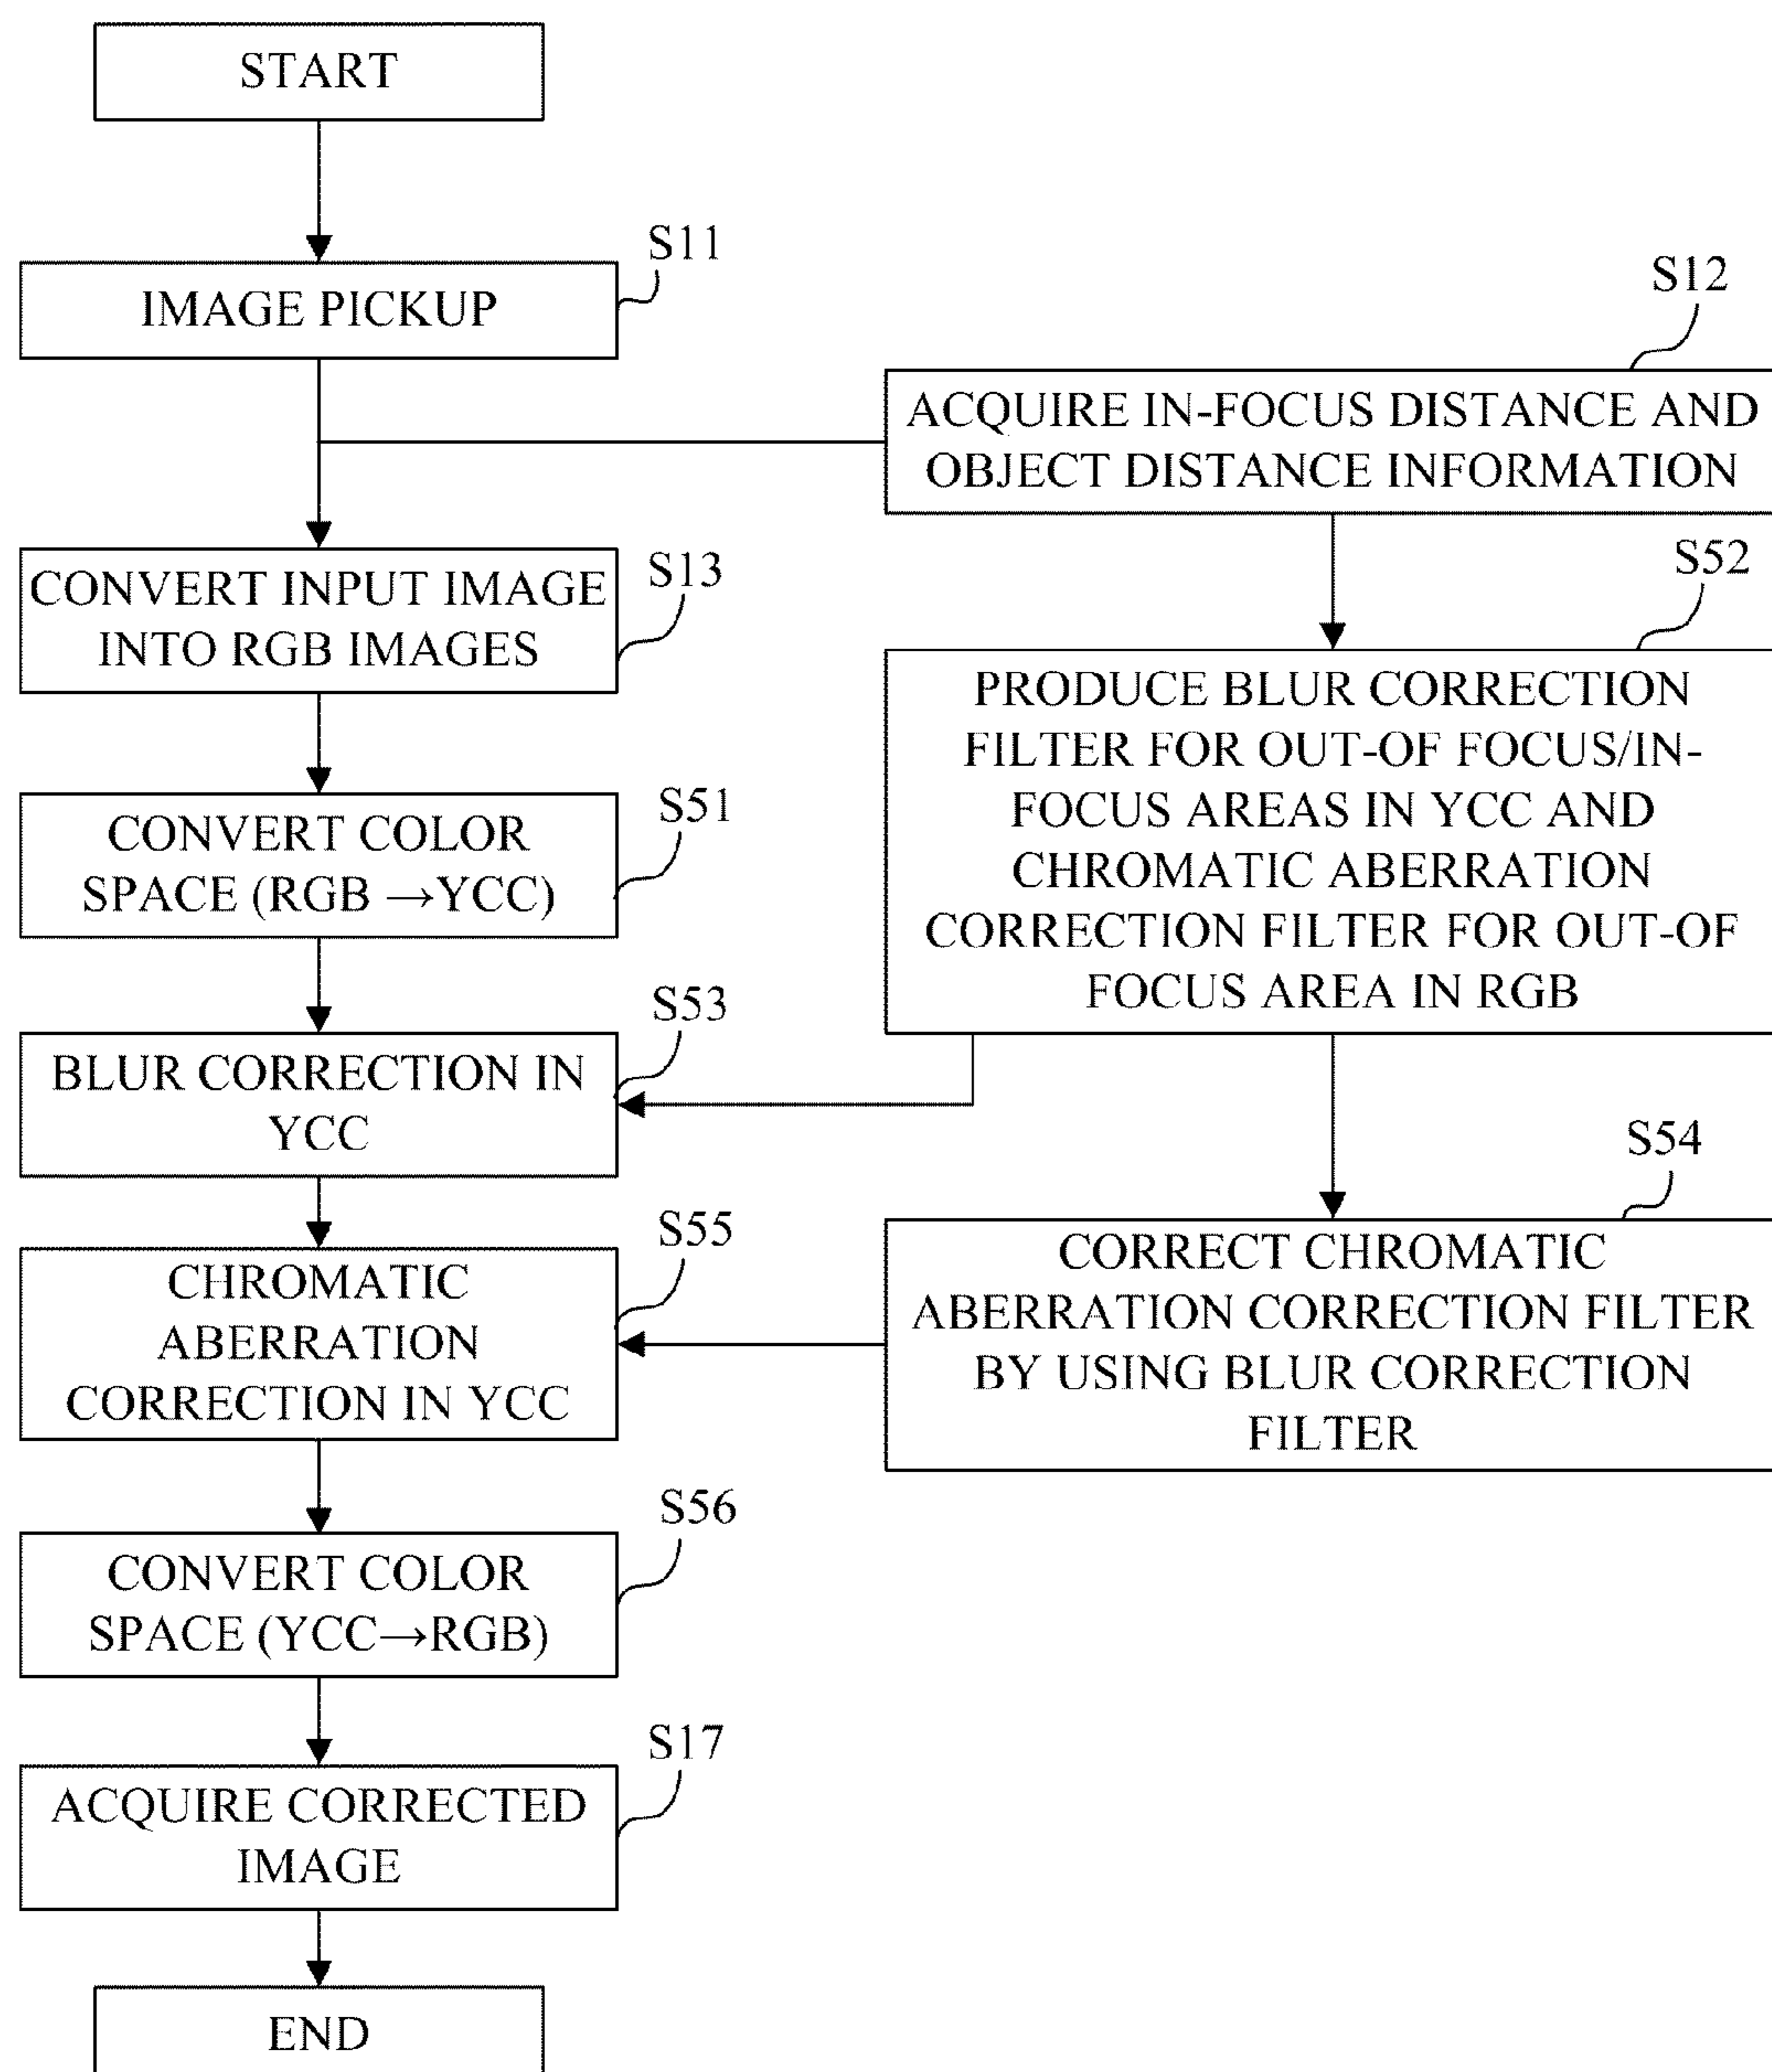 START
S11
IMAGE PICKUP
S12
ACQUIRE IN-FOCUS DISTANCE AND
OBJECT DISTANCE INFORMATION
S13
CONVERT INPUT IMAGE
INTO RGB IMAGES
S52
PRODUCE BLUR CORRECTION
FILTER FOR OUT-OF FOCUS/IN-
FOCUS AREAS IN YCC AND
CHROMATIC ABERRATION
CORRECTION FILTER FOR OUT-OF
FOCUS AREA IN RGB
S51
CONVERT COLOR
SPACE (RGB →YCC)
S53
BLUR CORRECTION IN
YCC
S54
CORRECT CHROMATIC
ABERRATION CORRECTION FILTER
BY USING BLUR CORRECTION
FILTER
S55
CHROMATIC
ABERRATION
CORRECTION IN YCC
S56
CONVERT COLOR
SPACE (YCC→RGB)
S17
ACQUIRE CORRECTED
IMAGE
END